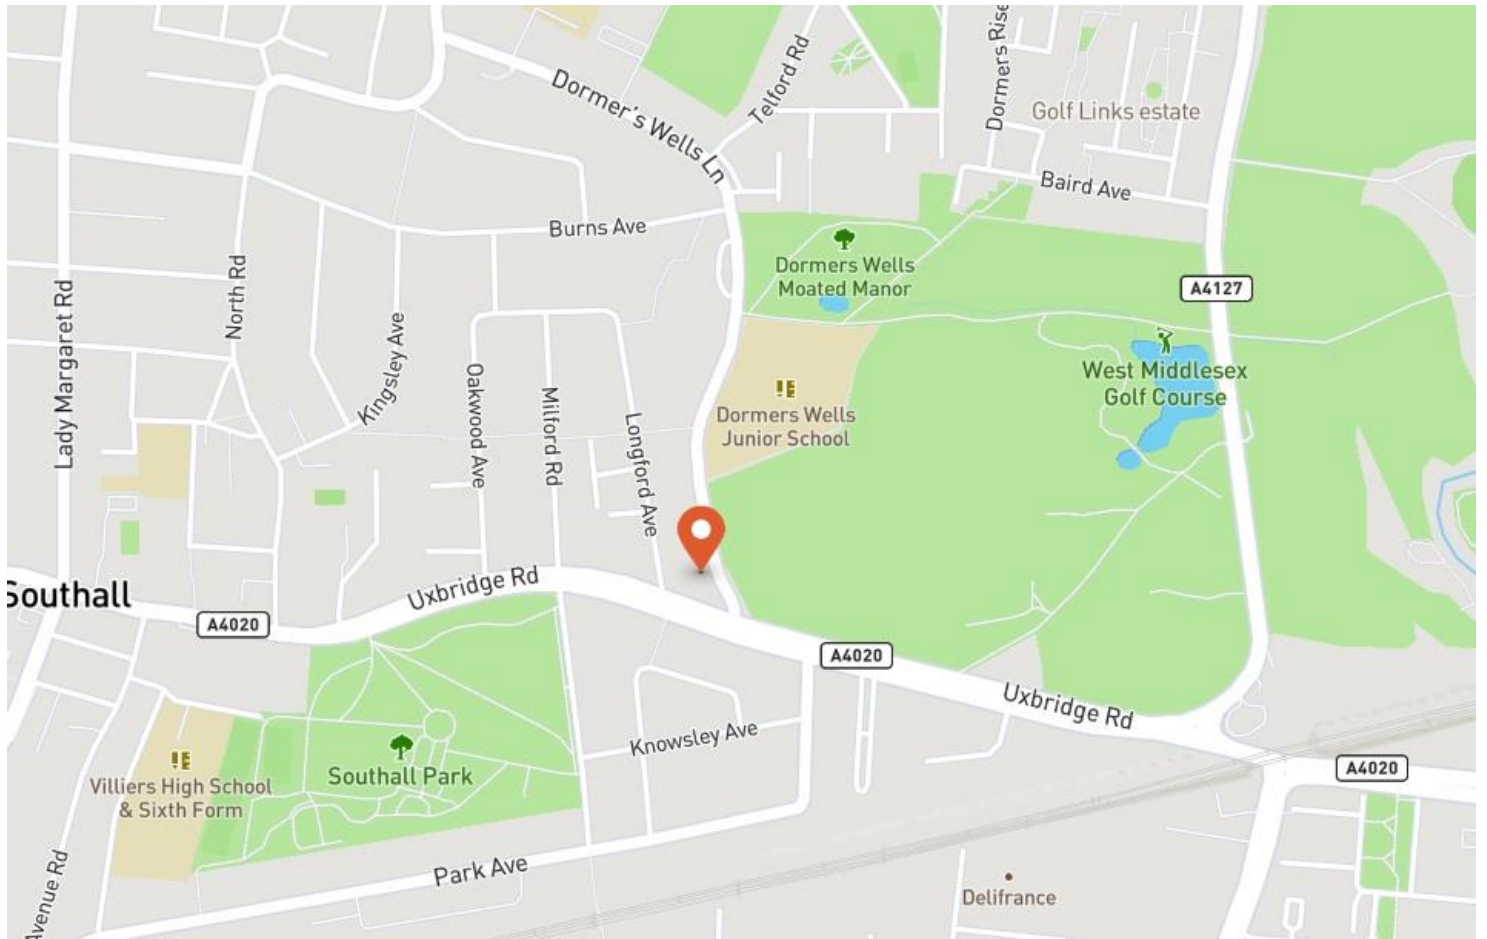 Dormer's Wells Ln
Telford Rd
Dormers Rise
Golf Links estate
Baird Ave
Burns Ave
North Rd
Lady Margaret Rd
Kingsley Ave
Dormers Wells
Moated Manor
A4127
West Middlesex
Golf Course
Oakwood Ave
Milford Rd
Longford Ave
Dormers Wells
Junior School
Southall
A4020
Uxbridge Rd
A4020
Uxbridge Rd
A4020
Knowsley Ave
Southall Park
Villiers High School
& Sixth Form
Park Ave
Avenue Rd
Delifrance